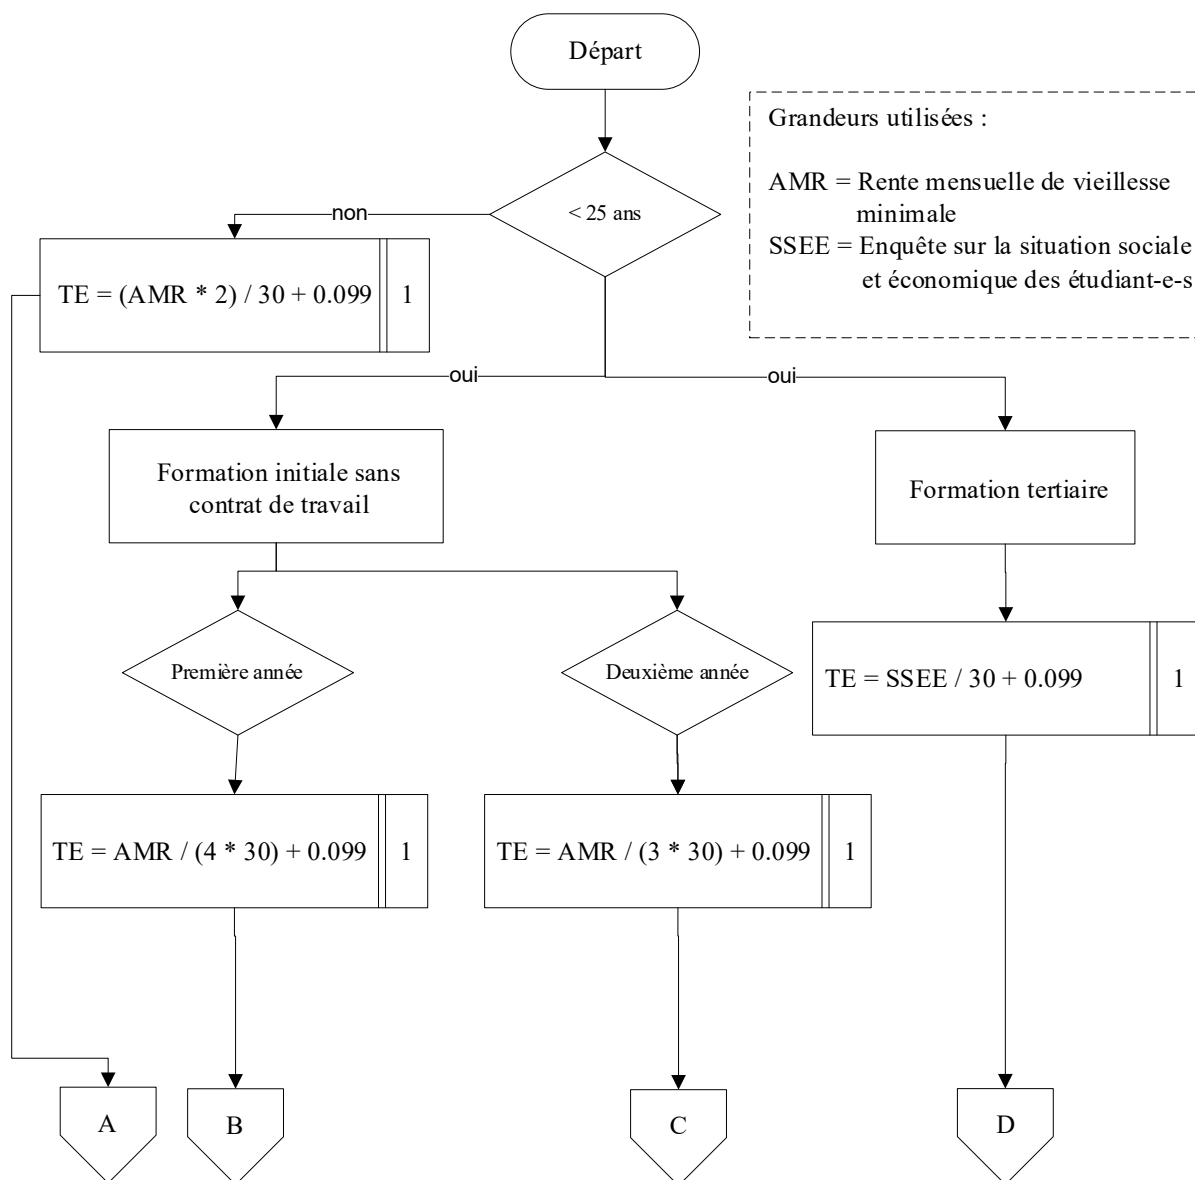 Départ
Grandeurs utilisées :
AMR = Rente mensuelle de vieillesse
minimale
SSEE = Enquête sur la situation sociale
et économique des étudiant-e-s
< 25 ans
non
TE = (AMR * 2) / 30 + 0.099 1
oui
oui
Formation initiale sans
contrat de travail
Formation tertiaire
Première année
Deuxième année
TE = SSEE / 30 + 0.099 1
TE = AMR / (4 * 30) + 0.099 1
TE = AMR / (3 * 30) + 0.099 1
A
B
C
D